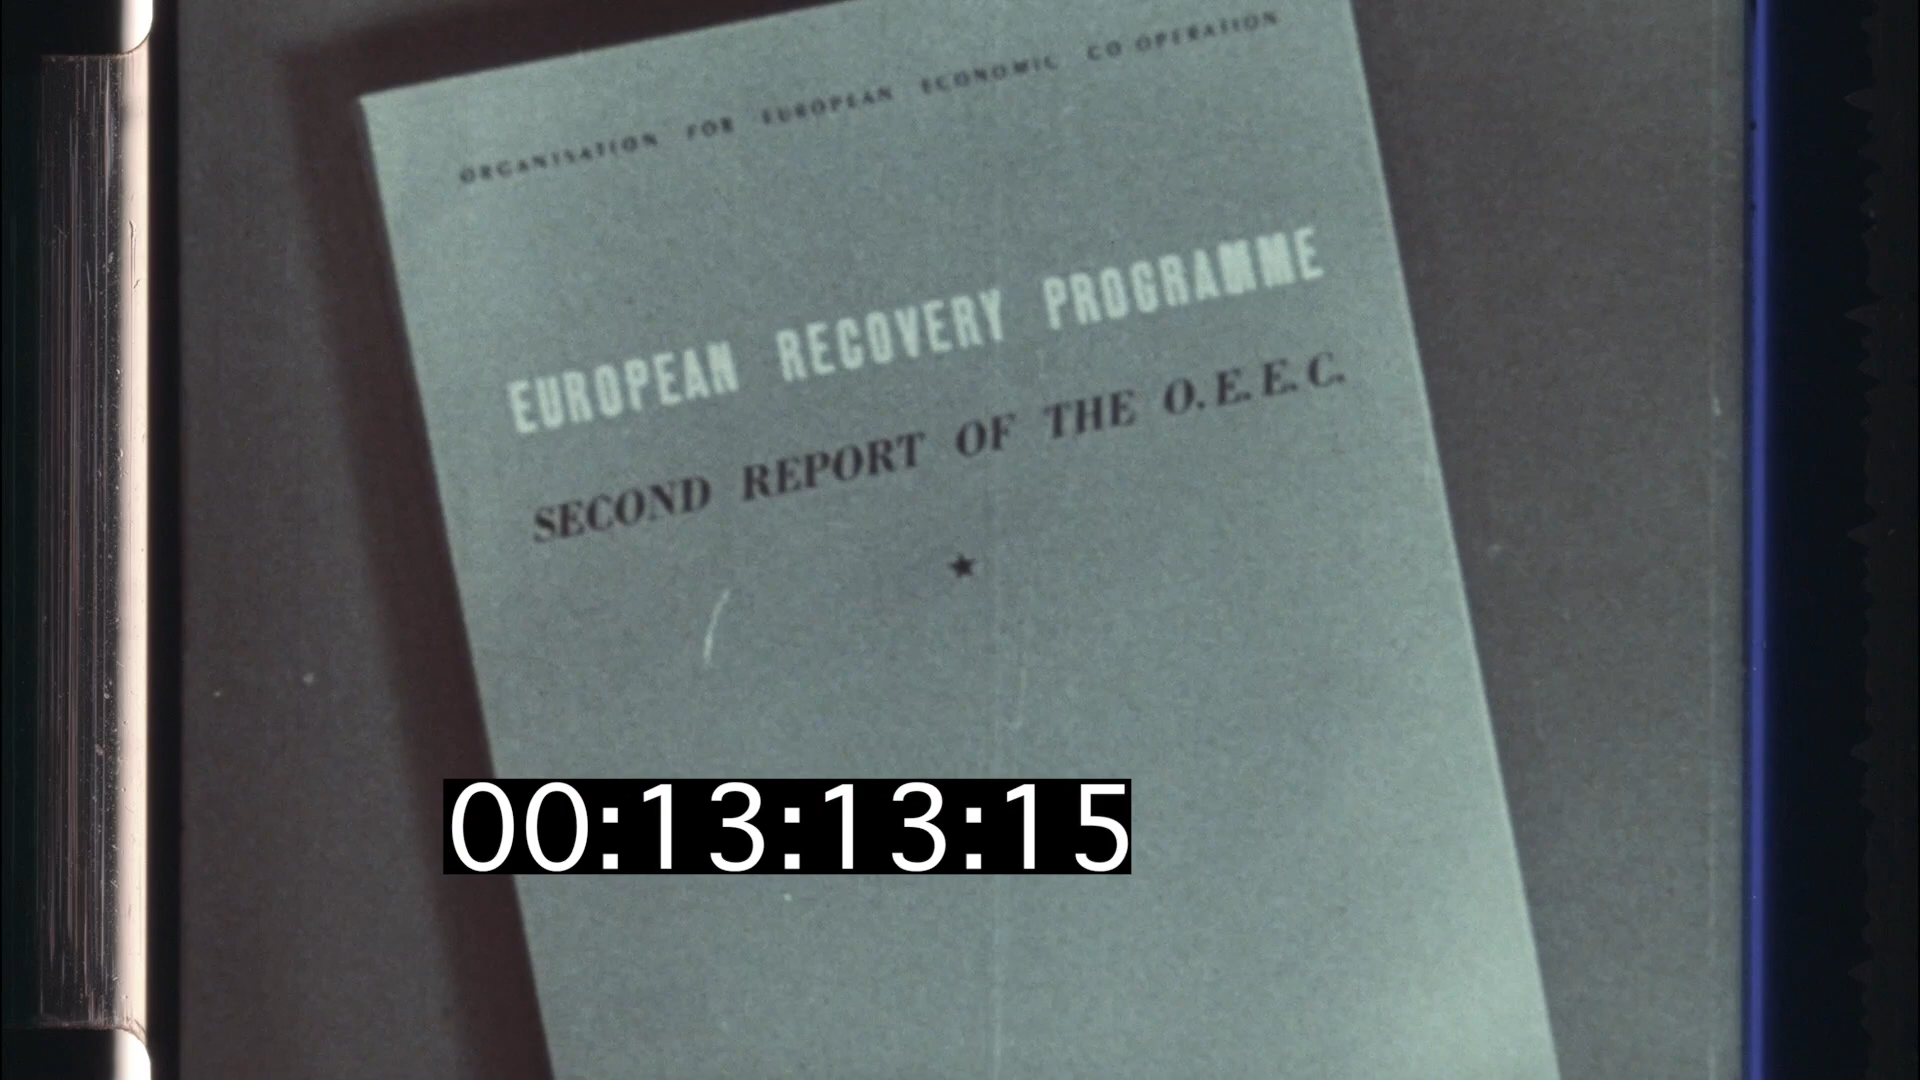 ORGANISATION FOR EUROPEAN ECONOMIC CO OPERATION
EUROPEAN RECOVERY PROGRAMME
SECOND REPORT OF THE O.E.E.C.
00:13:13:15